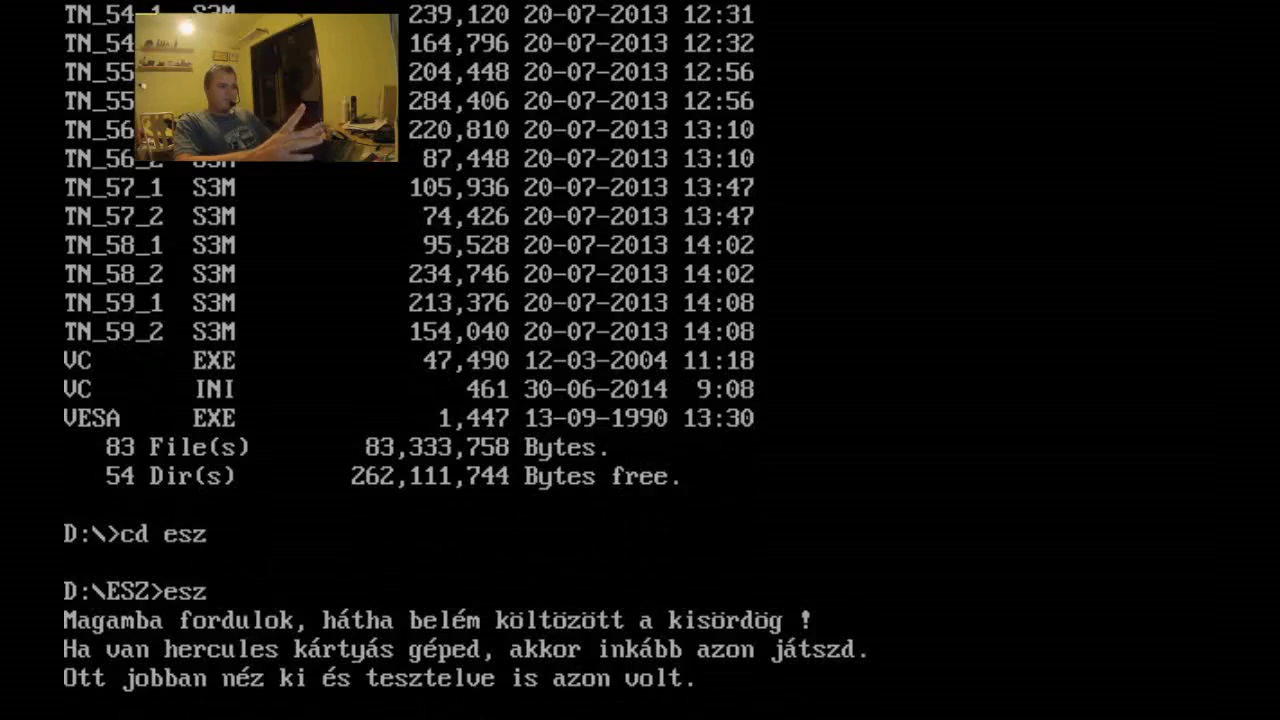 TN_54_1 S3M 239,120 20-07-2013 12:31
TN_54 164,796 20-07-2013 12:32
TN_55 204,448 20-07-2013 12:56
TN_55 284,406 20-07-2013 12:56
TN_56 220,810 20-07-2013 13:10
TN_56_2 S3M 87,448 20-07-2013 13:10
TN_57_1 S3M 105,936 20-07-2013 13:47
TN_57_2 S3M 74,426 20-07-2013 13:47
TN_58_1 S3M 95,528 20-07-2013 14:02
TN_58_2 S3M 234,746 20-07-2013 14:02
TN_59_1 S3M 213,376 20-07-2013 14:08
TN_59_2 S3M 154,040 20-07-2013 14:08
VC EXE 47,490 12-03-2004 11:18
VC INI 461 30-06-2014 9:08
VESA EXE 1,447 13-09-1990 13:30
83 File(s) 83,333,758 Bytes.
54 Dir(s) 262,111,744 Bytes free.
D:\>cd esz
D:\ESZ>esz
Magamba fordulok, hátha belém költözött a kisördög !
Ha van hercules kártyás géped, akkor inkább azon játszd.
Ott jobban néz ki és tesztelve is azon volt.